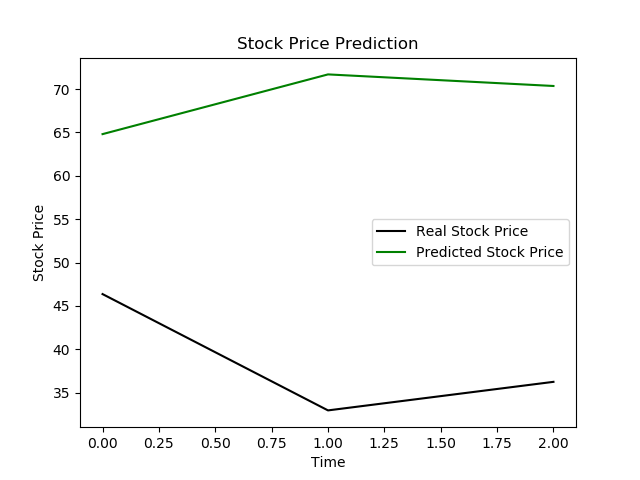 Stock Price Prediction
70
65
60
55
50
45
40
35
Stock Price
Real Stock Price
Predicted Stock Price
0.00 0.25 0.50 0.75 1.00 1.25 1.50 1.75 2.00
Time